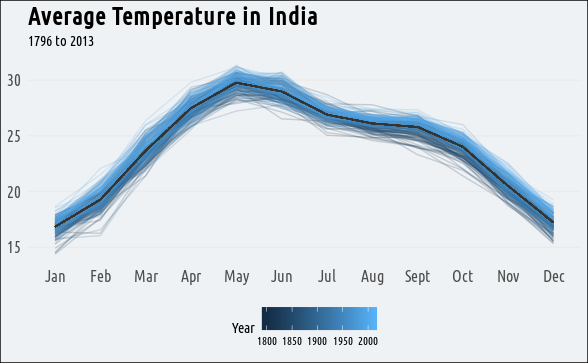 Average Temperature in India
1796 to 2013
30
25
20
15
Jan Feb Mar Apr May Jun Jul Aug Sept Oct Nov Dec
Year
1800 1850 1900 1950 2000